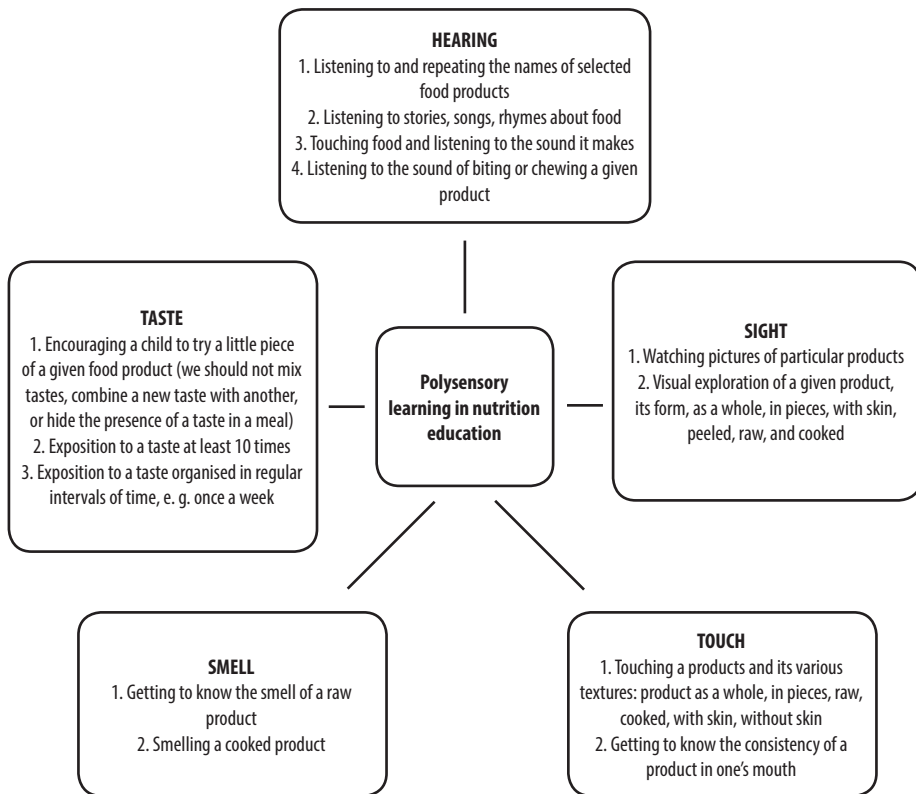 HEARING
1. Listening to and repeating the names of selected
food products
2. Listening to stories, songs, rhymes about food
3. Touching food and listening to the sound it makes
4. Listening to the sound of biting or chewing a given
product
TASTE
1. Encouraging a child to try a little piece
of a given food product (we should not mix
tastes, combine a new taste with another,
or hide the presence of a taste in a meal)
2. Exposition to a taste at least 10 times
3. Exposition to a taste organised in regular
intervals of time, e. g. once a week
Polysensory
learning in nutrition
education
SIGHT
1. Watching pictures of particular products
2. Visual exploration of a given product,
its form, as a whole, in pieces, with skin,
peeled, raw, and cooked
SMELL
1. Getting to know the smell of a raw
product
2. Smelling a cooked product
TOUCH
1. Touching a products and its various
textures: product as a whole, in pieces, raw,
cooked, with skin, without skin
2. Getting to know the consistency of a
product in one's mouth